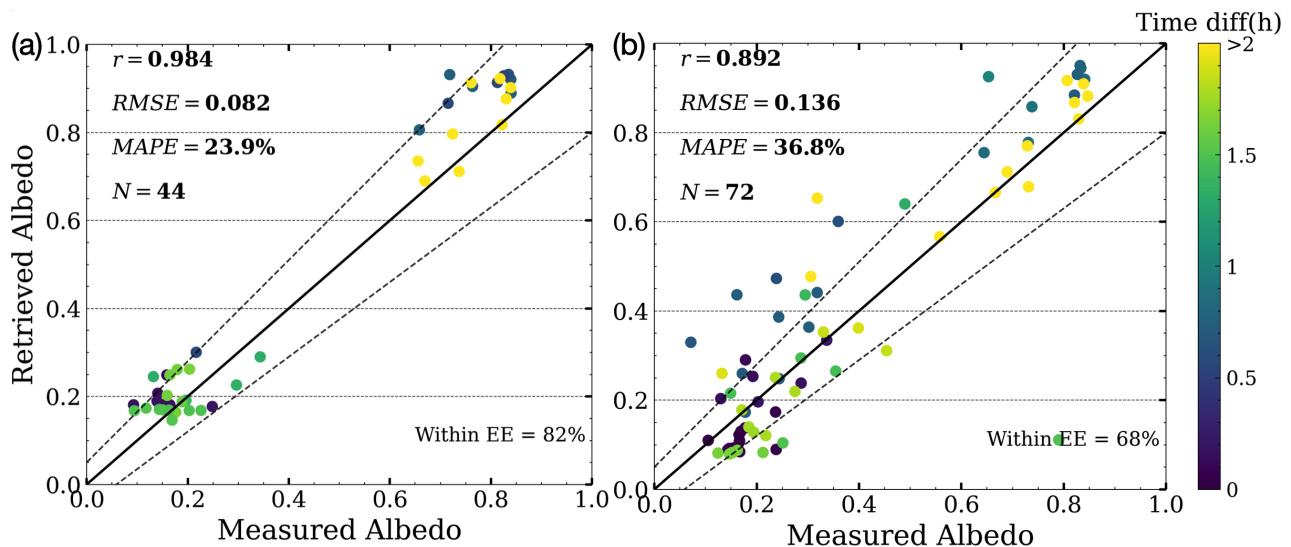 Time diff(h)
(a)
1.0
r = 0.984
RMSE = 0.082
MAPE = 23.9%
N = 44
0.8
0.6
0.4
0.2
0.0
Within EE = 82%
0.0
0.2
0.4
0.6
0.8
1.0
Measured Albedo
Retrieved Albedo
(b)
1.0
r = 0.892
RMSE = 0.136
MAPE = 36.8%
N = 72
0.8
0.6
0.4
0.2
0.0
Within EE = 68%
0.0
0.2
0.4
0.6
0.8
1.0
Measured Albedo
>2
1.5
1
0.5
0